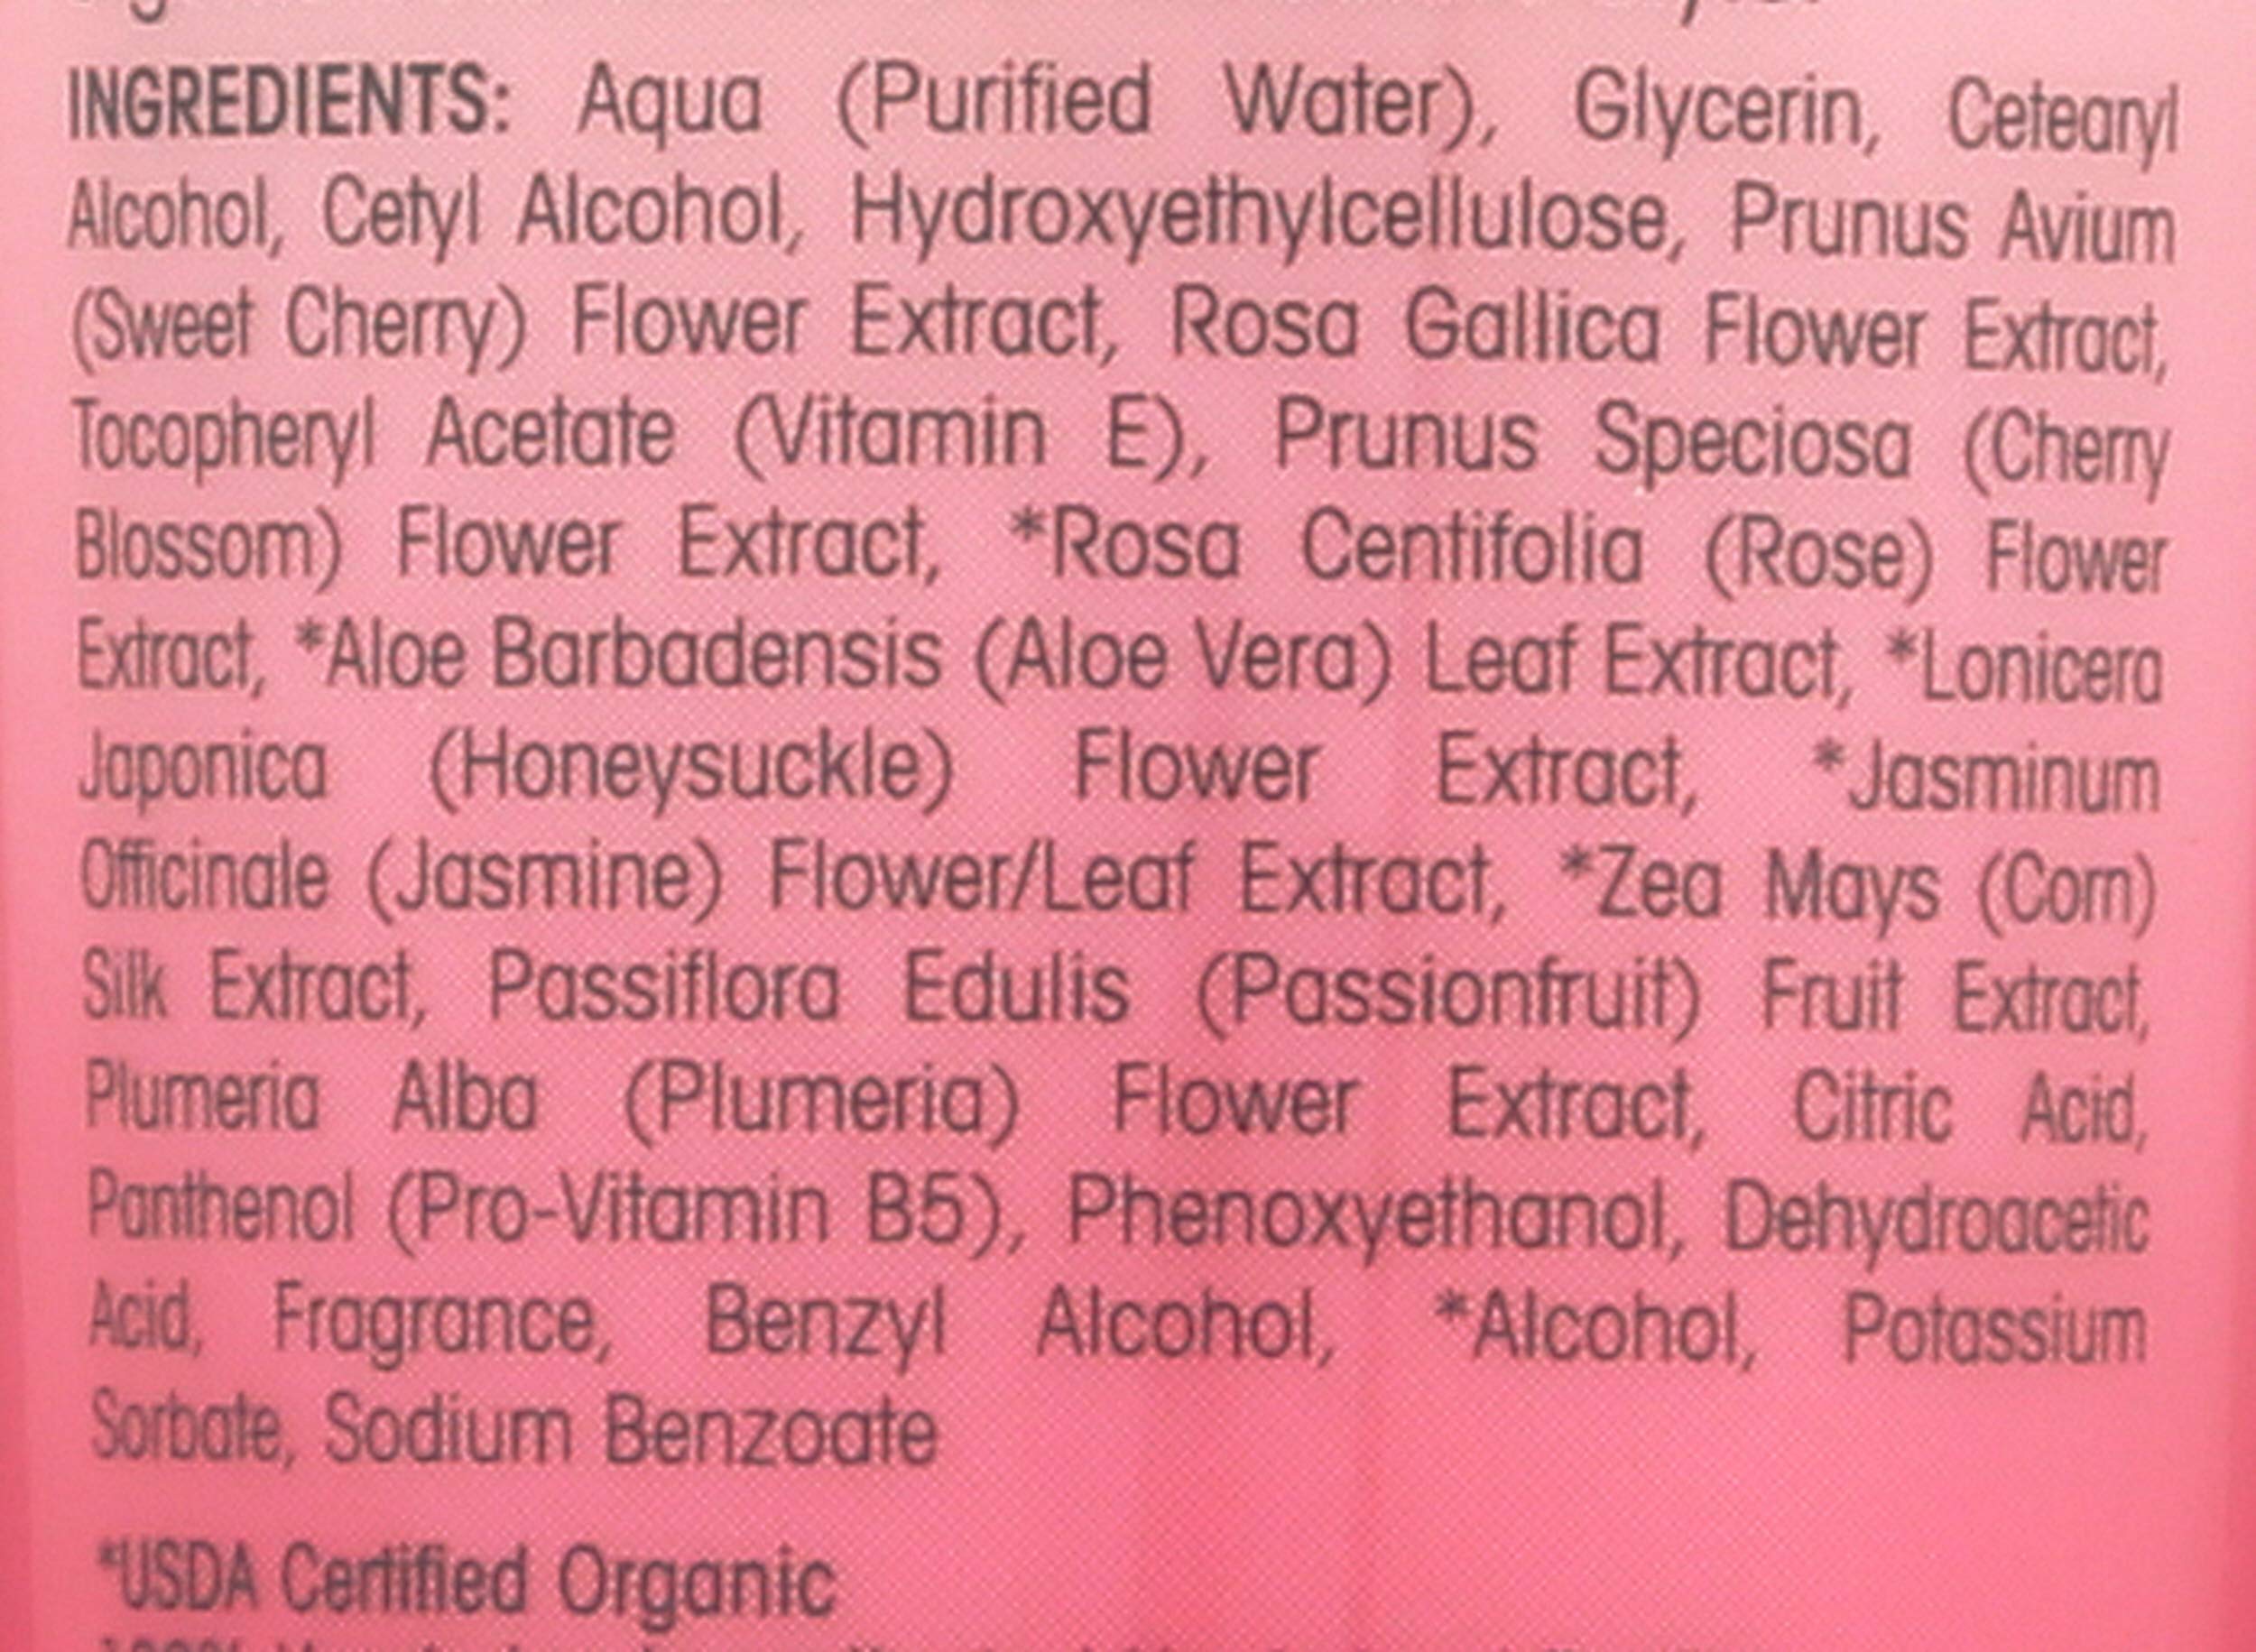 INGREDIENTS: Aqua (Purified Water), Glycerin, Cetearyl
Alcohol, Cetyl Alcohol, Hydroxyethylcellulose, Prunus Avium
(Sweet Cherry) Flower Extract, Rosa Gallica Flower Extract,
Tocopheryl Acetate (Vitamin E), Prunus Speciosa (Cherry
Blossom) Flower Extract, *Rosa Centifolia (Rose) Flower
Extract, *Aloe Barbadensis (Aloe Vera) Leaf Extract, *Lonicera
Japonica (Honeysuckle) Flower Extract, *Jasminum
Officinale (Jasmine) Flower/Leaf Extract, *Zea Mays (Corn)
Silk Extract, Passiflora Edulis (Passionfruit) Fruit Extract,
Plumeria Alba (Plumeria) Flower Extract, Citric Acid,
Panthenol (Pro-Vitamin B5), Phenoxyethanol, Dehydroacetic
Acid, Fragrance, Benzyl Alcohol, *Alcohol, Potassium
Sorbate, Sodium Benzoate
*USDA Certified Organic